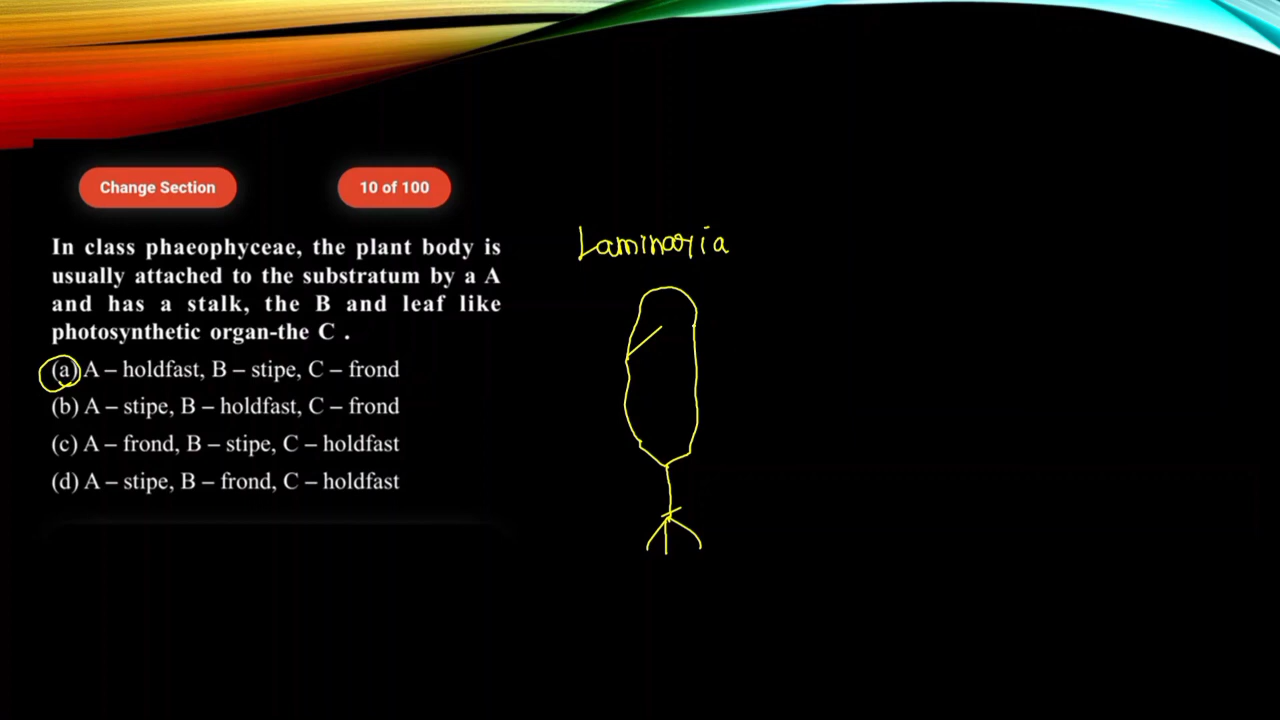 Change Section
10 of 100
In class phaeophyceae, the plant body is
usually attached to the substratum by a A
and has a stalk, the B and leaf like
photosynthetic organ-the C .
(a) A – holdfast, B – stipe, C – frond
(b) A – stipe, B – holdfast, C – frond
(c) A – frond, B – stipe, C – holdfast
(d) A – stipe, B – frond, C – holdfast
Laminaria